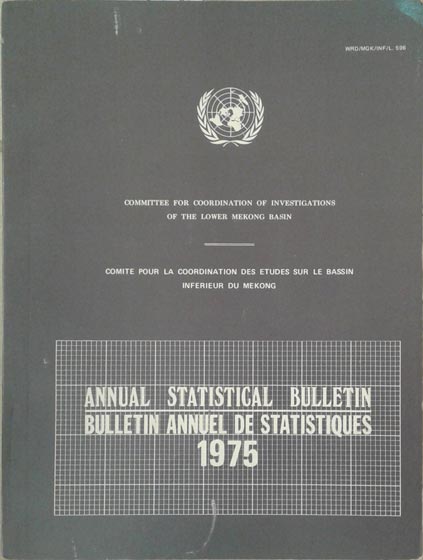 WRD/MGK/INF/L. 596
COMMITTEE FOR COORDINATION OF INVESTIGATIONS
OF THE LOWER MEKONG BASIN
COMITE POUR LA COORDINATION DES ETUDES SUR LE BASSIN
INFERIEUR DU MEKONG
ANNUAL STATISTICAL BULLETIN
BULLETIN ANNUEL DE STATISTIQUES
1975